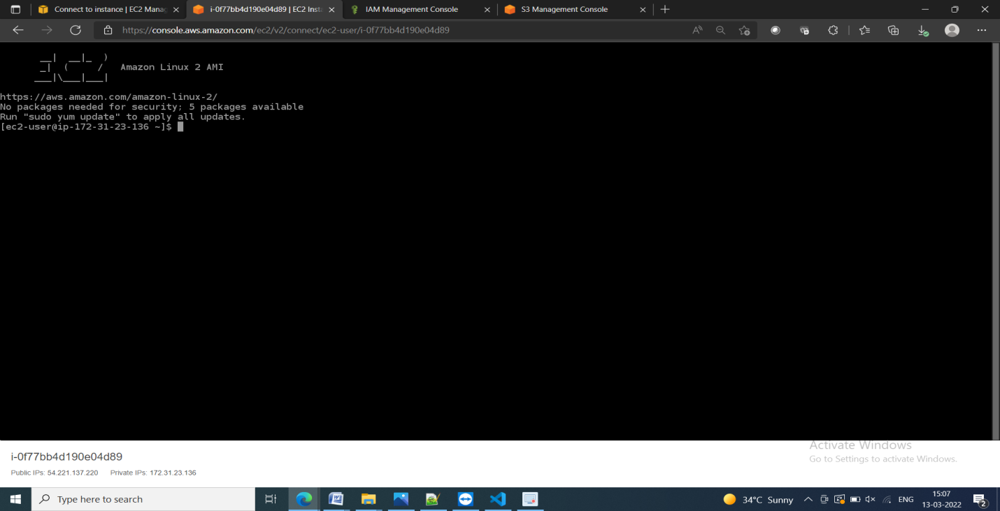 Connect to instance | EC2 Manag
i-0f77bb4d190e04d89 | EC2 Insta
IAM Management Console
S3 Management Console
https://console.aws.amazon.com/ec2/v2/connect/ec2-user/i-0f77bb4d190e04d89
__|  __|_  )
_|  (     /   Amazon Linux 2 AMI
___|\___|___|
https://aws.amazon.com/amazon-linux-2/
No packages needed for security; 5 packages available
Run "sudo yum update" to apply all updates.
[ec2-user@ip-172-31-23-136 ~]$
i-0f77bb4d190e04d89
Public IPs: 54.221.137.220 Private IPs: 172.31.23.136
Activate Windows
Go to Settings to activate Windows.
Type here to search
34°C Sunny
ENG
15:07
13-03-2022
2